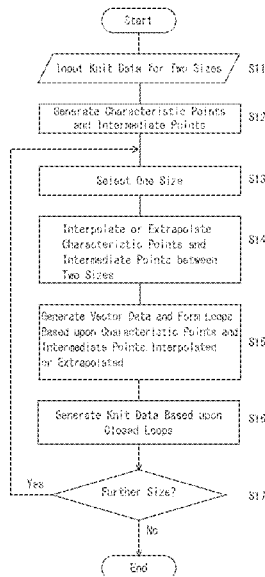 Start
Input Knit Data for Two Sizes
S11
Generate Characteristic Points
and Intermediate Points
S12
Select One Size
S13
Interpolate or Extrapolate
Characteristic Points and
Intermediate Points between
Two Sizes
S14
Generate Vector Data and Form Loops
Based upon Characteristic Points and
Intermediate Points Interpolated
or Extrapolated
S15
Generate Knit Data Based upon
Closed Loops
S16
Yes
Further Size?
S17
No
End